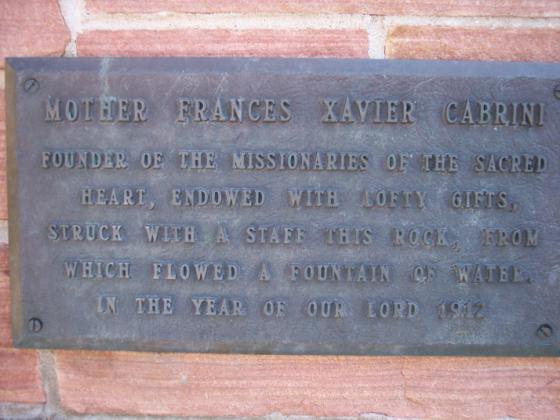 MOTHER FRANCES XAVIER CABRINI
FOUNDER OF THE MISSIONARIES OF THE SACRED
HEART, ENDOWED WITH LOFTY GIFTS,
STRUCK WITH A STAFF THIS ROCK, FROM
WHICH FLOWED A FOUNTAIN OF WATER.
IN THE YEAR OF OUR LORD 1912